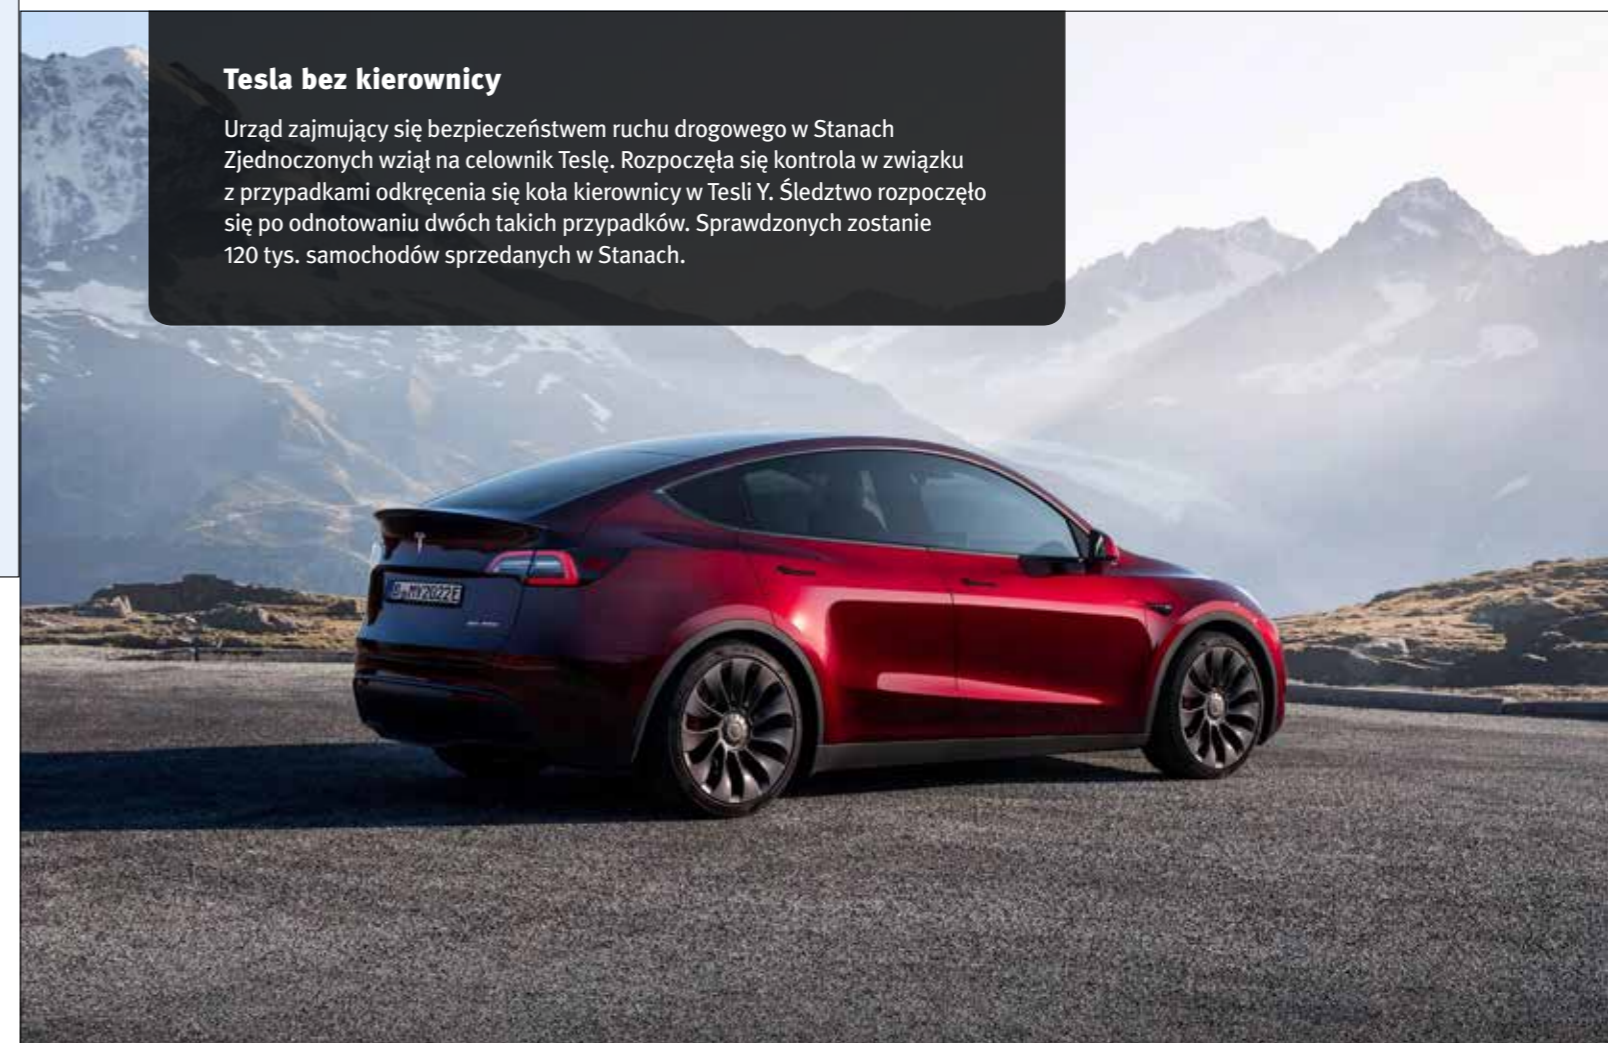 Tesla bez kierownicy
Urząd zajmujący się bezpieczeństwem ruchu drogowego w Stanach
Zjednoczonych wziął na celownik Teslę. Rozpoczęła się kontrola w związku
z przypadkami odkręcenia się koła kierownicy w Tesli Y. Śledztwo rozpoczęło
się po odnotowaniu dwóch takich przypadków. Sprawdzonych zostanie
120 tys. samochodów sprzedanych w Stanach.